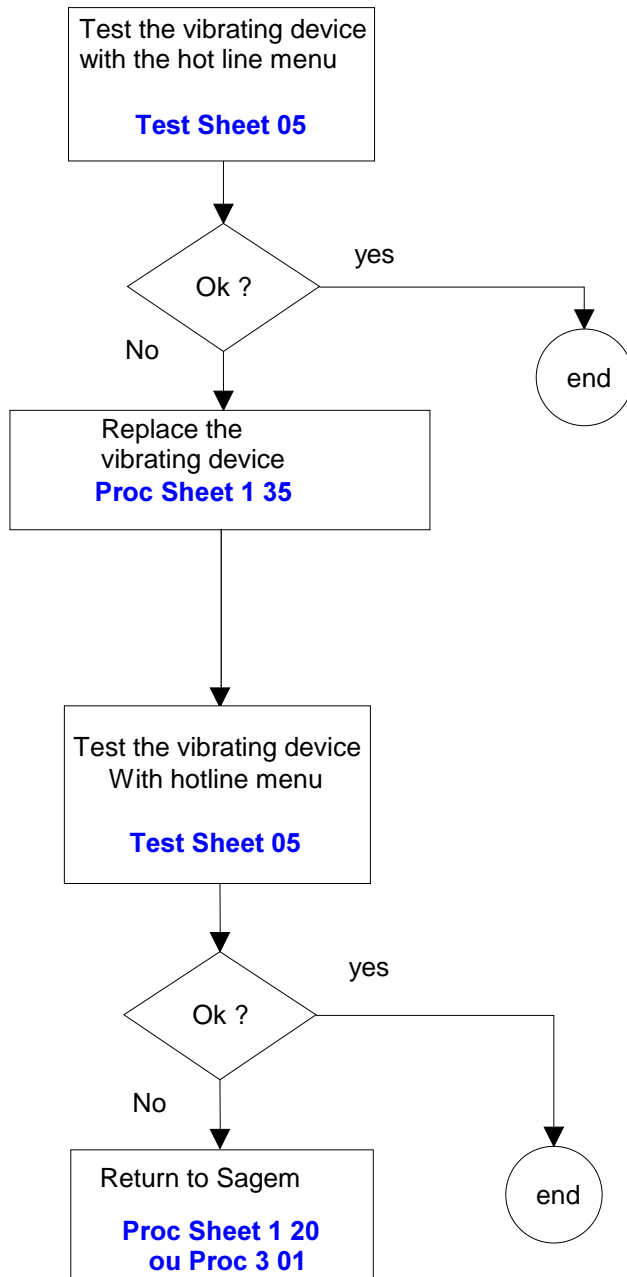 Test the vibrating device
with the hot line menu
Test Sheet 05
Ok ?
yes
No
end
Replace the
vibrating device
Proc Sheet 1 35
Test the vibrating device
With hotline menu
Test Sheet 05
Ok ?
yes
No
end
Return to Sagem
Proc Sheet 1 20
ou Proc 3 01